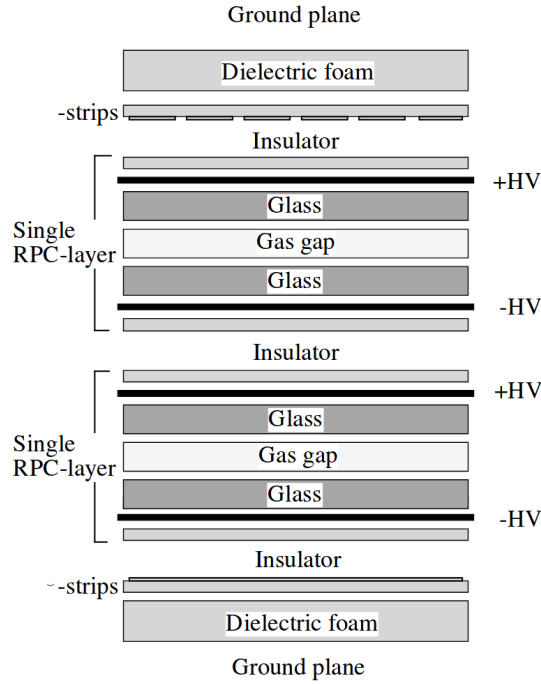 Ground plane
Dielectric foam
-strips
Insulator
+HV
Glass
Single
RPC-layer
Gas gap
Glass
-HV
Insulator
+HV
Glass
Single
RPC-layer
Gas gap
Glass
-HV
Insulator
-strips
Dielectric foam
Ground plane